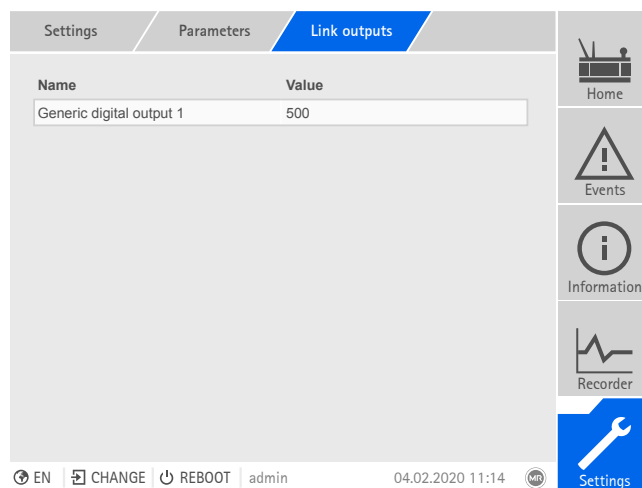 Settings Parameters Link outputs
Name Value
Generic digital output 1 500
Home
Events
Information
Recorder
Settings
EN CHANGE REBOOT admin 04.02.2020 11:14 MR